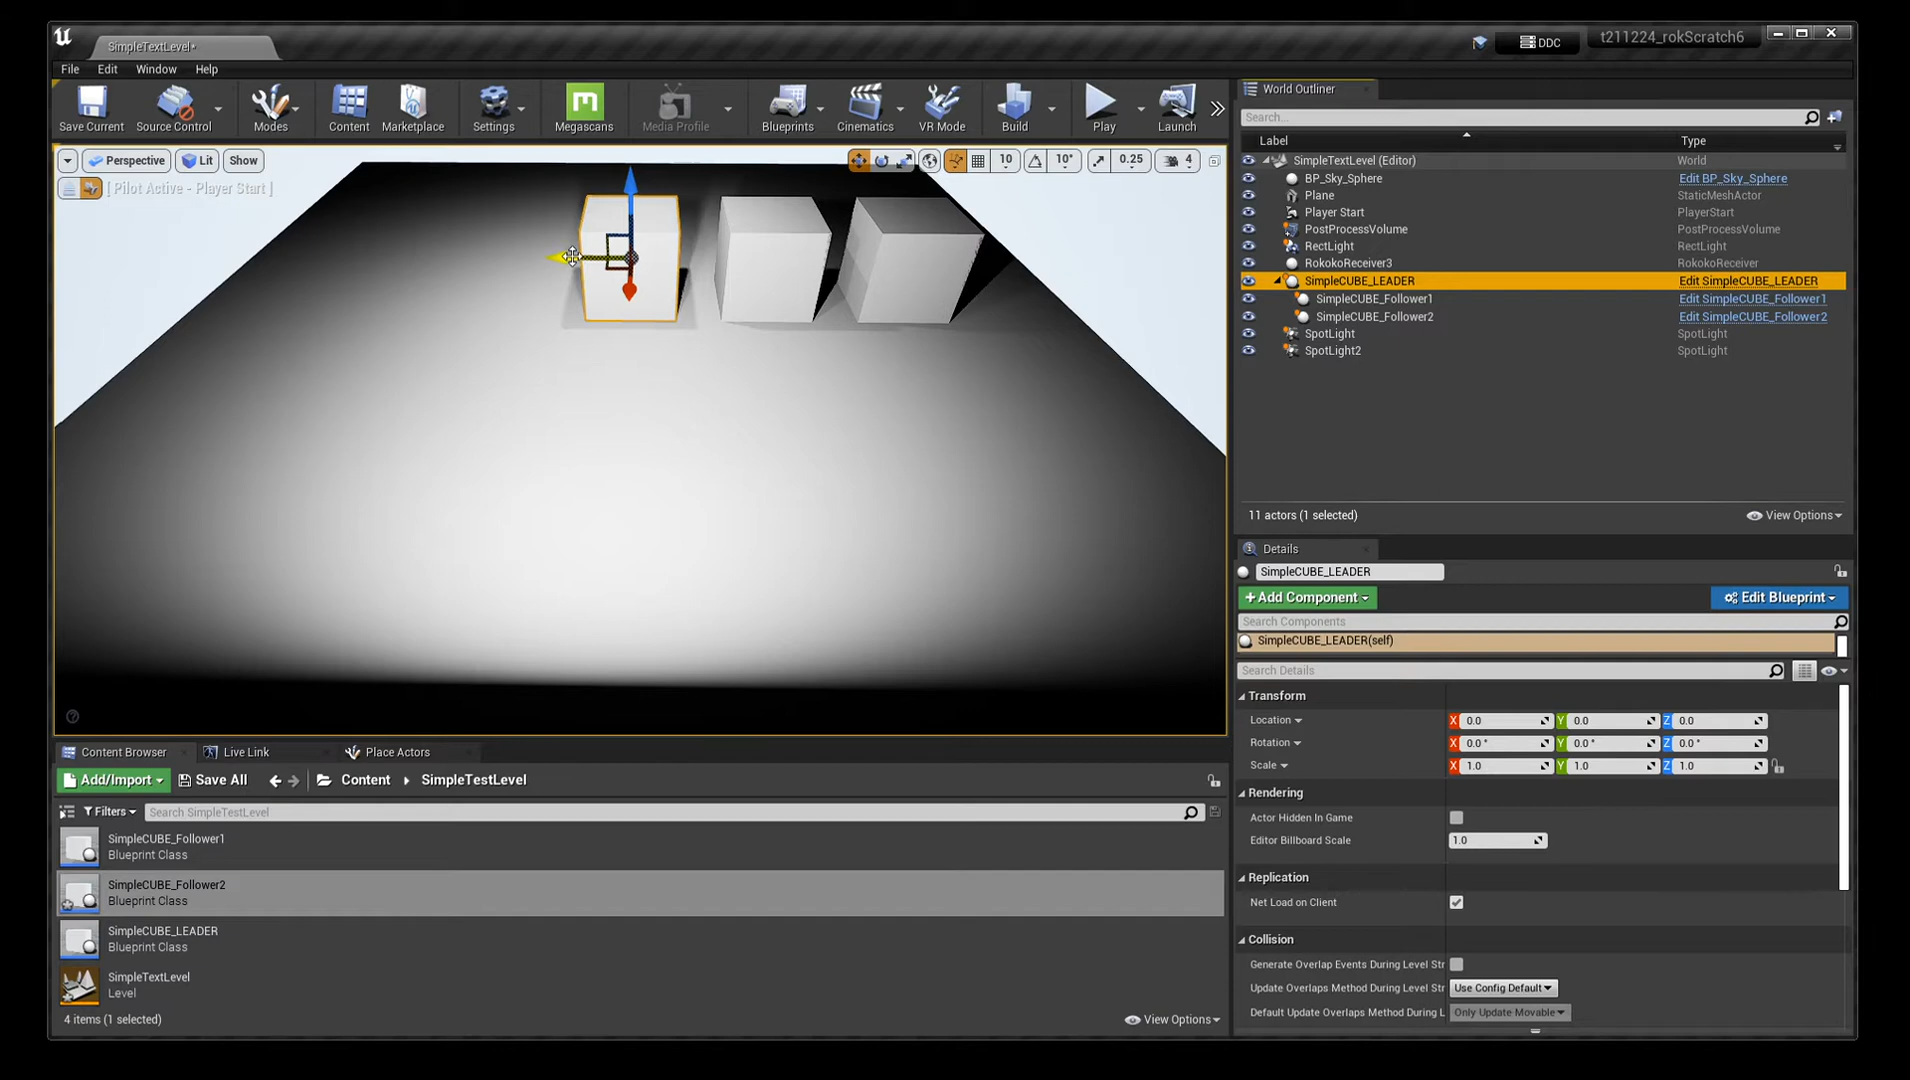 SimpleTextLevel•
DDC
t211224_rokScratch6
File Edit Window Help
Save Current Source Control Modes Content Marketplace Settings Megascans Media Profile Blueprints Cinematics VR Mode Build Play Launch
Perspective Lit Show 10 10° 0.25 4
[ Pilot Active - Player Start ]
World Outliner
Search...
Label Type
SimpleTextLevel (Editor) World
BP_Sky_Sphere Edit BP_Sky_Sphere
Plane StaticMeshActor
Player Start PlayerStart
PostProcessVolume PostProcessVolume
RectLight RectLight
RokokoReceiver3 RokokoReceiver
SimpleCUBE_LEADER Edit SimpleCUBE_LEADER
SimpleCUBE_Follower1 Edit SimpleCUBE_Follower1
SimpleCUBE_Follower2 Edit SimpleCUBE_Follower2
SpotLight SpotLight
SpotLight2 SpotLight
11 actors (1 selected) View Options
Details
SimpleCUBE_LEADER
+ Add Component Edit Blueprint
Search Components
SimpleCUBE_LEADER(self)
Search Details
Transform
Location X 0.0 Y 0.0 Z 0.0
Rotation X 0.0 ° Y 0.0 ° Z 0.0 °
Scale X 1.0 Y 1.0 Z 1.0
Rendering
Actor Hidden In Game
Editor Billboard Scale 1.0
Replication
Net Load on Client
Collision
Generate Overlap Events During Level Str
Update Overlaps Method During Level Str Use Config Default
Default Update Overlaps Method During L Only Update Movable
Content Browser Live Link Place Actors
Add/Import Save All Content SimpleTestLevel
Filters Search SimpleTestLevel
SimpleCUBE_Follower1
Blueprint Class
SimpleCUBE_Follower2
Blueprint Class
SimpleCUBE_LEADER
Blueprint Class
SimpleTextLevel
Level
4 items (1 selected) View Options